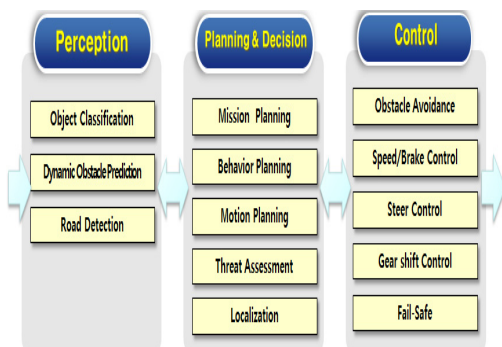 Perception
Object Classification
Dynamic Obstacle Prediction
Road Detection
Planning & Decision
Mission Planning
Behavior Planning
Motion Planning
Threat Assessment
Localization
Control
Obstacle Avoidance
Speed/Brake Control
Steer Control
Gear shift Control
Fail-Safe